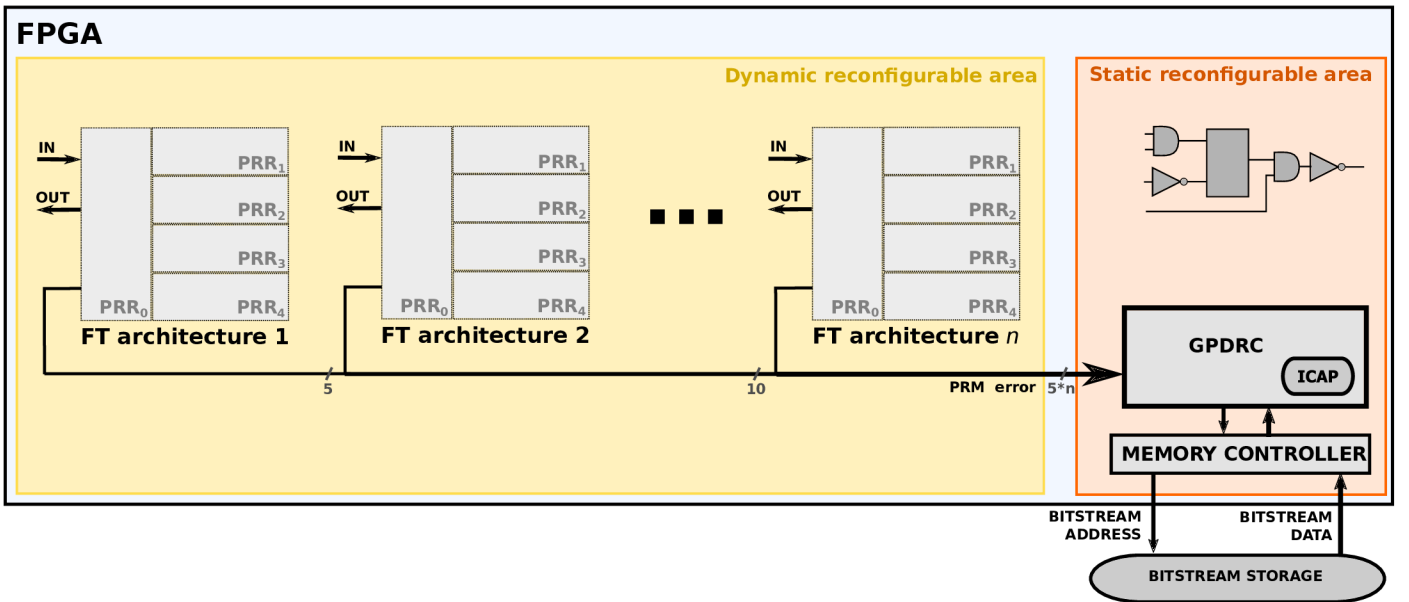 FPGA
Dynamic reconfigurable area
Static reconfigurable area
IN
OUT
PRR1
PRR2
PRR3
PRR0
PRR4
FT architecture 1
IN
OUT
PRR1
PRR2
PRR3
PRR0
PRR4
FT architecture 2
IN
OUT
PRR1
PRR2
PRR3
PRR0
PRR4
FT architecture n
5
10
PRM error
5*n
GPDRC
ICAP
MEMORY CONTROLLER
BITSTREAM
ADDRESS
BITSTREAM
DATA
BITSTREAM STORAGE